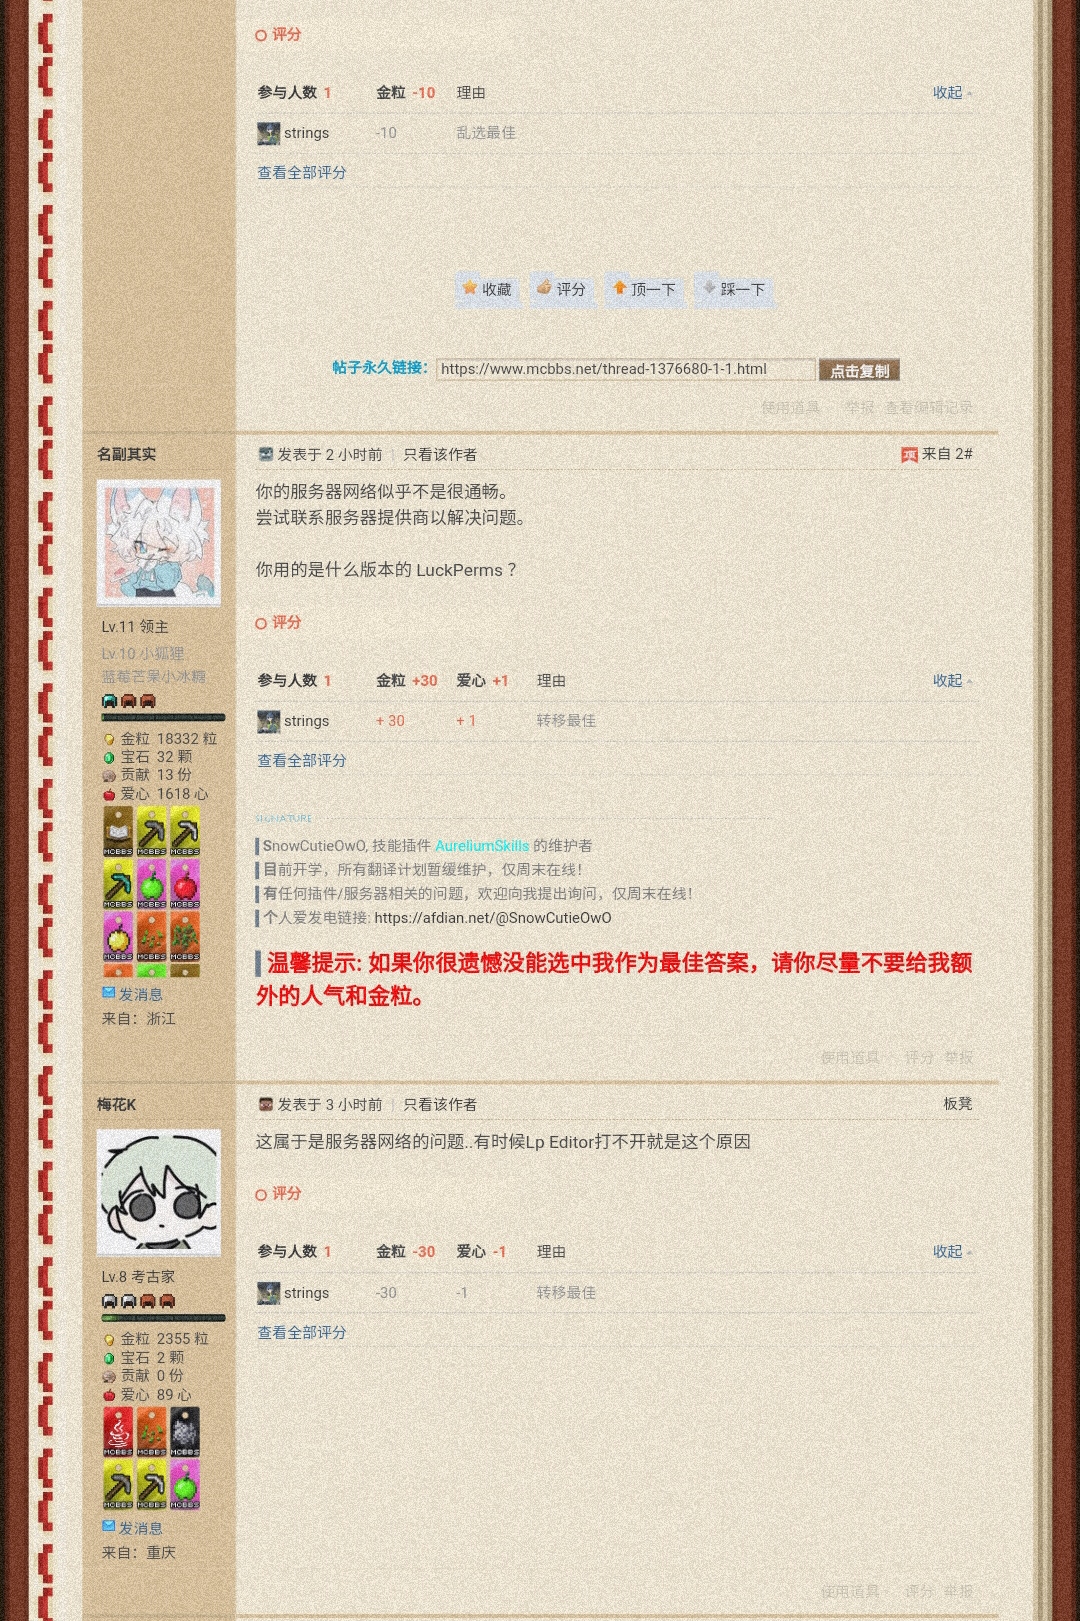 评分
参与人数 1 金粒 -10 理由 收起
strings -10 乱选最佳
查看全部评分
收藏 评分 顶一下 踩一下
帖子永久链接: https://www.mcbbs.net/thread-1376680-1-1.html 点击复制
使用道具 举报 查看编辑记录
名副其实
发表于 2 小时前 | 只看该作者 来自 2#
你的服务器网络似乎不是很通畅。
尝试联系服务器提供商以解决问题。
你用的是什么版本的 LuckPerms ？
评分
Lv.11 领主
Lv.10 小狐狸
蓝莓芒果小冰糖
参与人数 1 金粒 +30 爱心 +1 理由 收起
strings + 30 + 1 转移最佳
查看全部评分
金粒 18332 粒
宝石 32 颗
贡献 13 份
爱心 1618 心
MCBBS MCBBS MCBBS
MCBBS MCBBS MCBBS
MCBBS MCBBS MCBBS
SIGNATURE
SnowCutieOwO, 技能插件 AureliumSkills 的维护者
目前开学，所有翻译计划暂缓维护，仅周末在线！
有任何插件/服务器相关的问题，欢迎向我提出询问，仅周末在线！
个人爱发电链接: https://afdian.net/@SnowCutieOwO
温馨提示: 如果你很遗憾没能选中我作为最佳答案，请你尽量不要给我额
外的人气和金粒。
发消息
来自：浙江
使用道具 评分 举报
梅花K
发表于 3 小时前 | 只看该作者 板凳
这属于是服务器网络的问题..有时候Lp Editor打不开就是这个原因
评分
参与人数 1 金粒 -30 爱心 -1 理由 收起
strings -30 -1 转移最佳
查看全部评分
Lv.8 考古家
金粒 2355 粒
宝石 2 颗
贡献 0 份
爱心 89 心
MCBBS MCBBS MCBBS
MCBBS MCBBS MCBBS
发消息
来自：重庆
使用道具 评分 举报